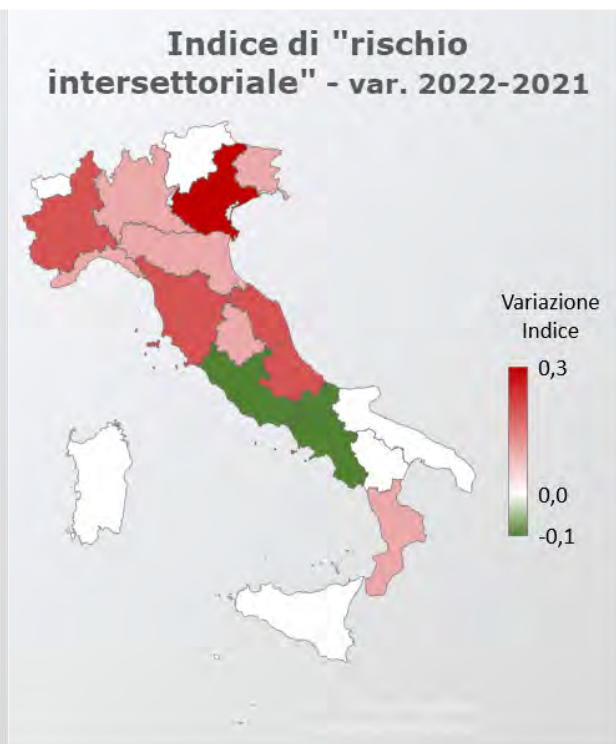 Indice di "rischio
intersettoriale" - var. 2022-2021
Variazione
Indice
0,3
0,0
-0,1